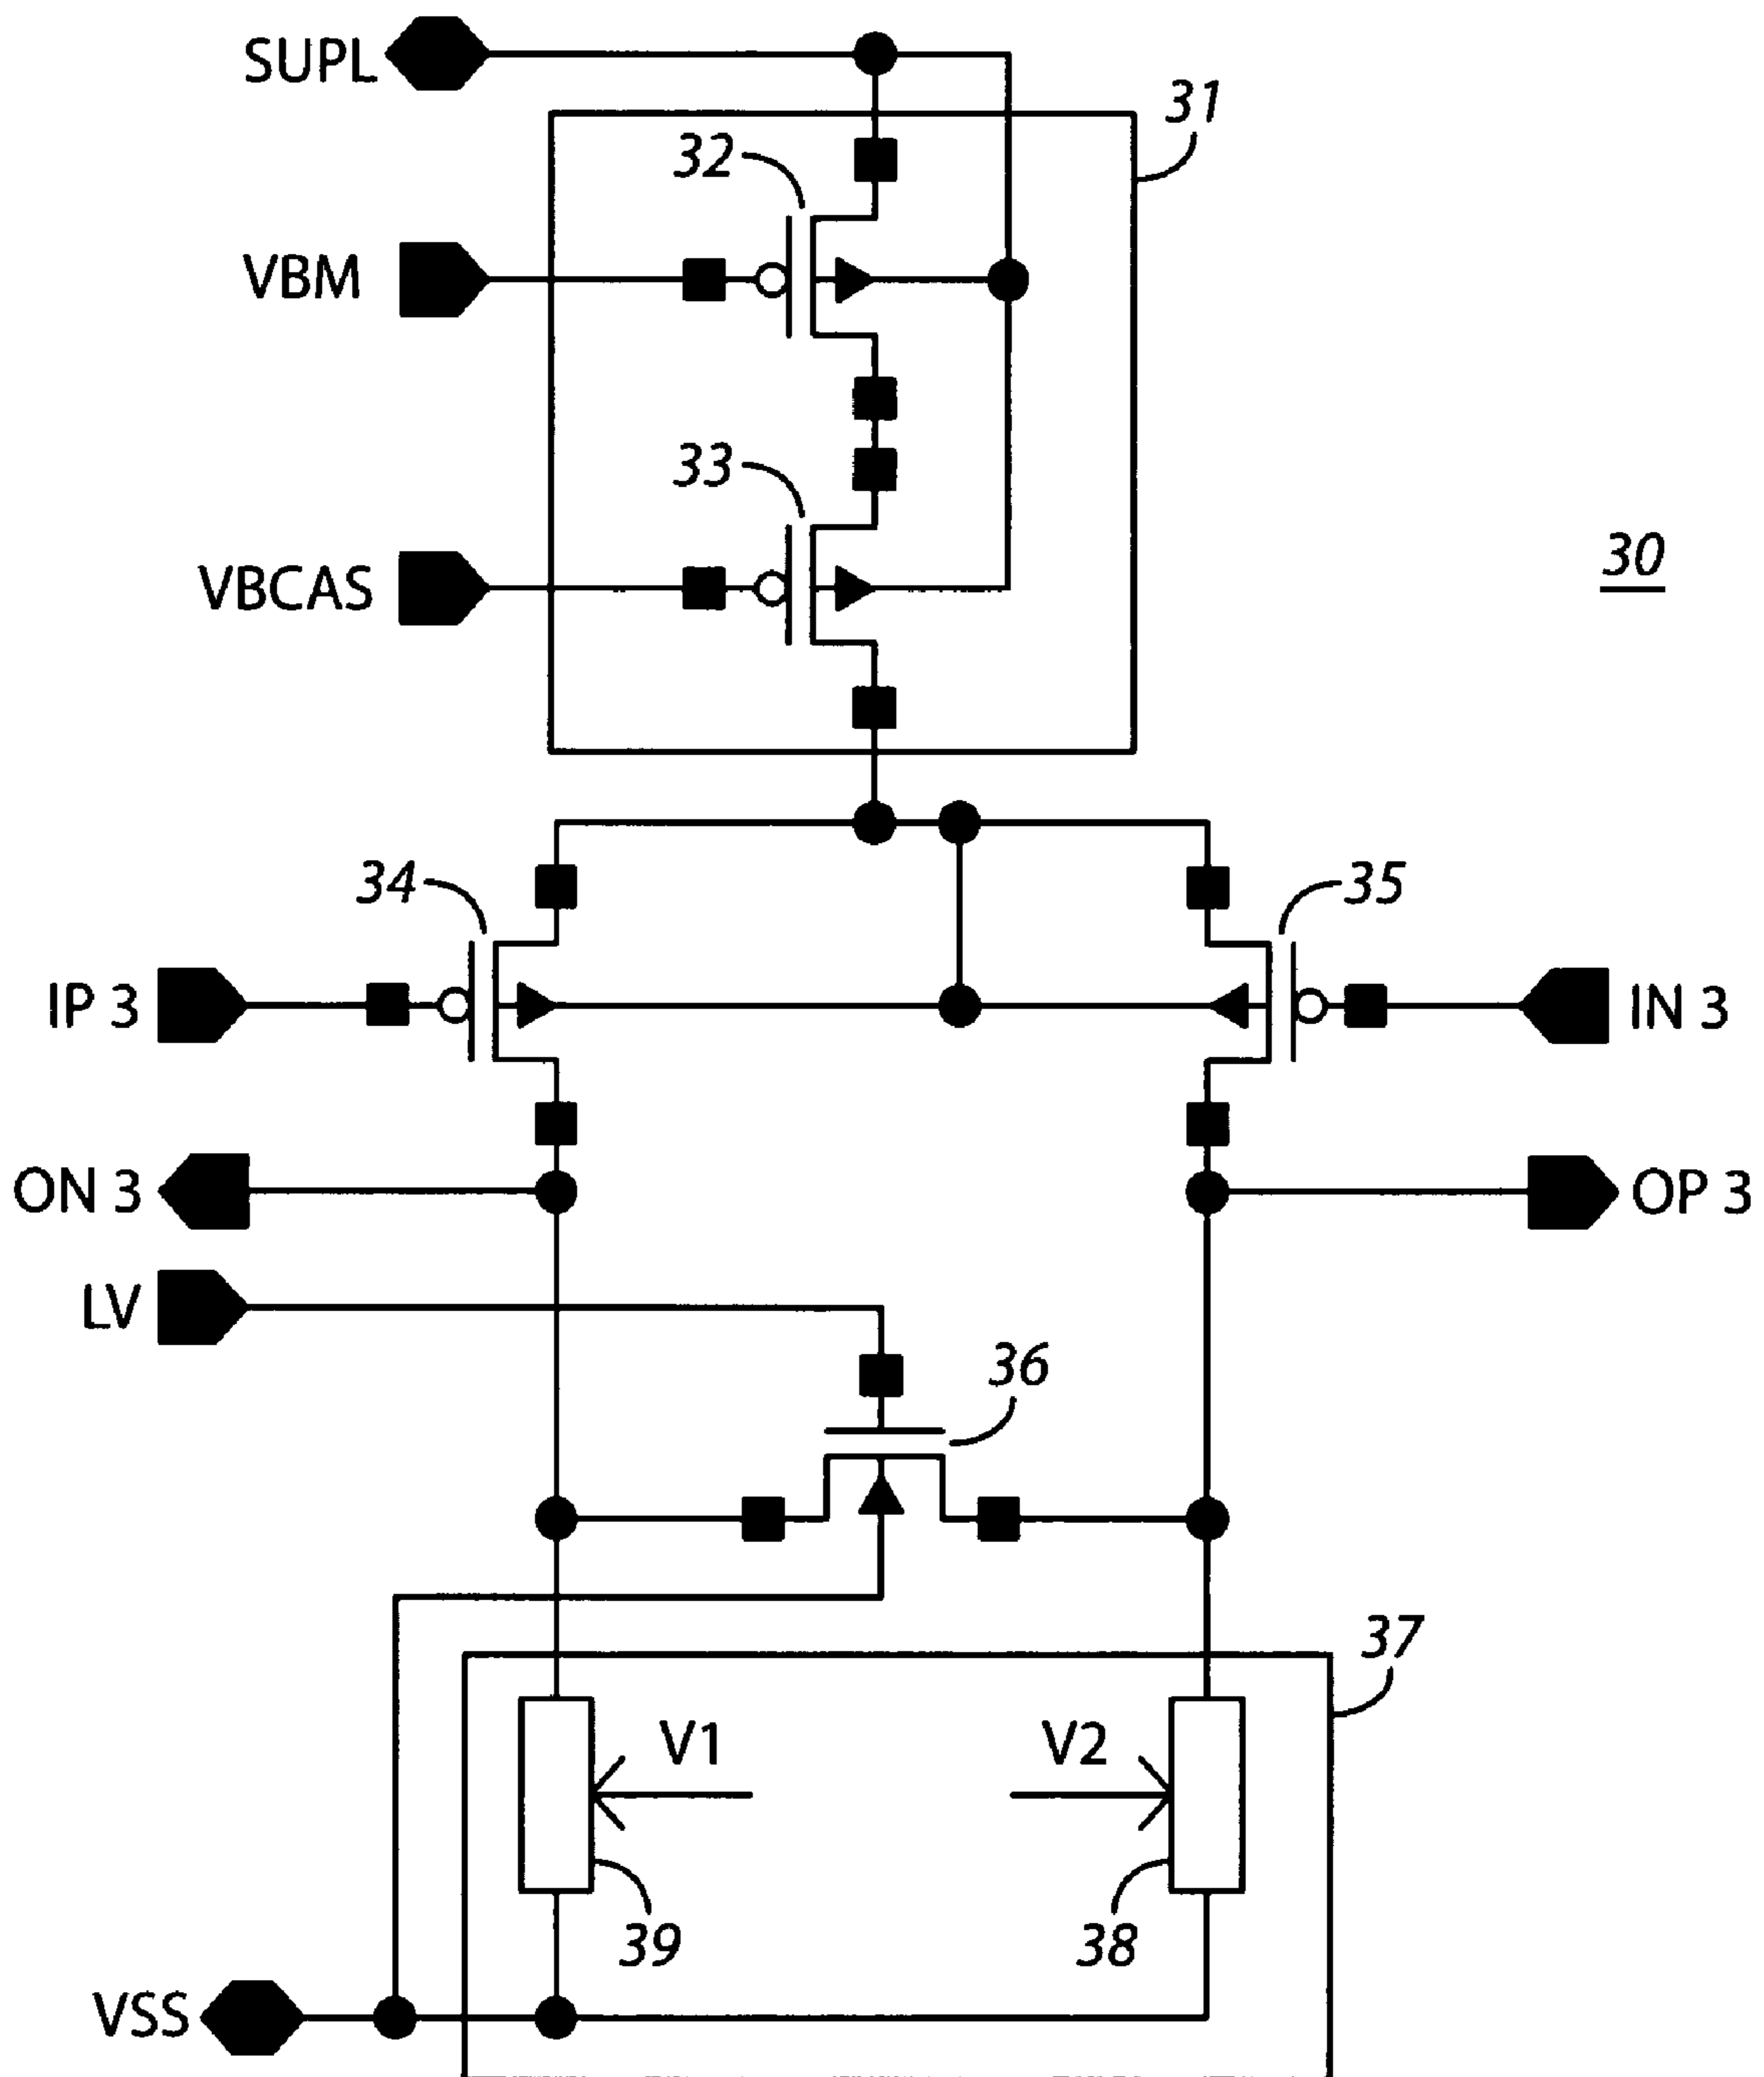 SUPL
31
32
VBM
33
30
VBCAS
34
35
IP 3
IN 3
ON 3
OP 3
LV
36
37
V1
V2
39
38
VSS